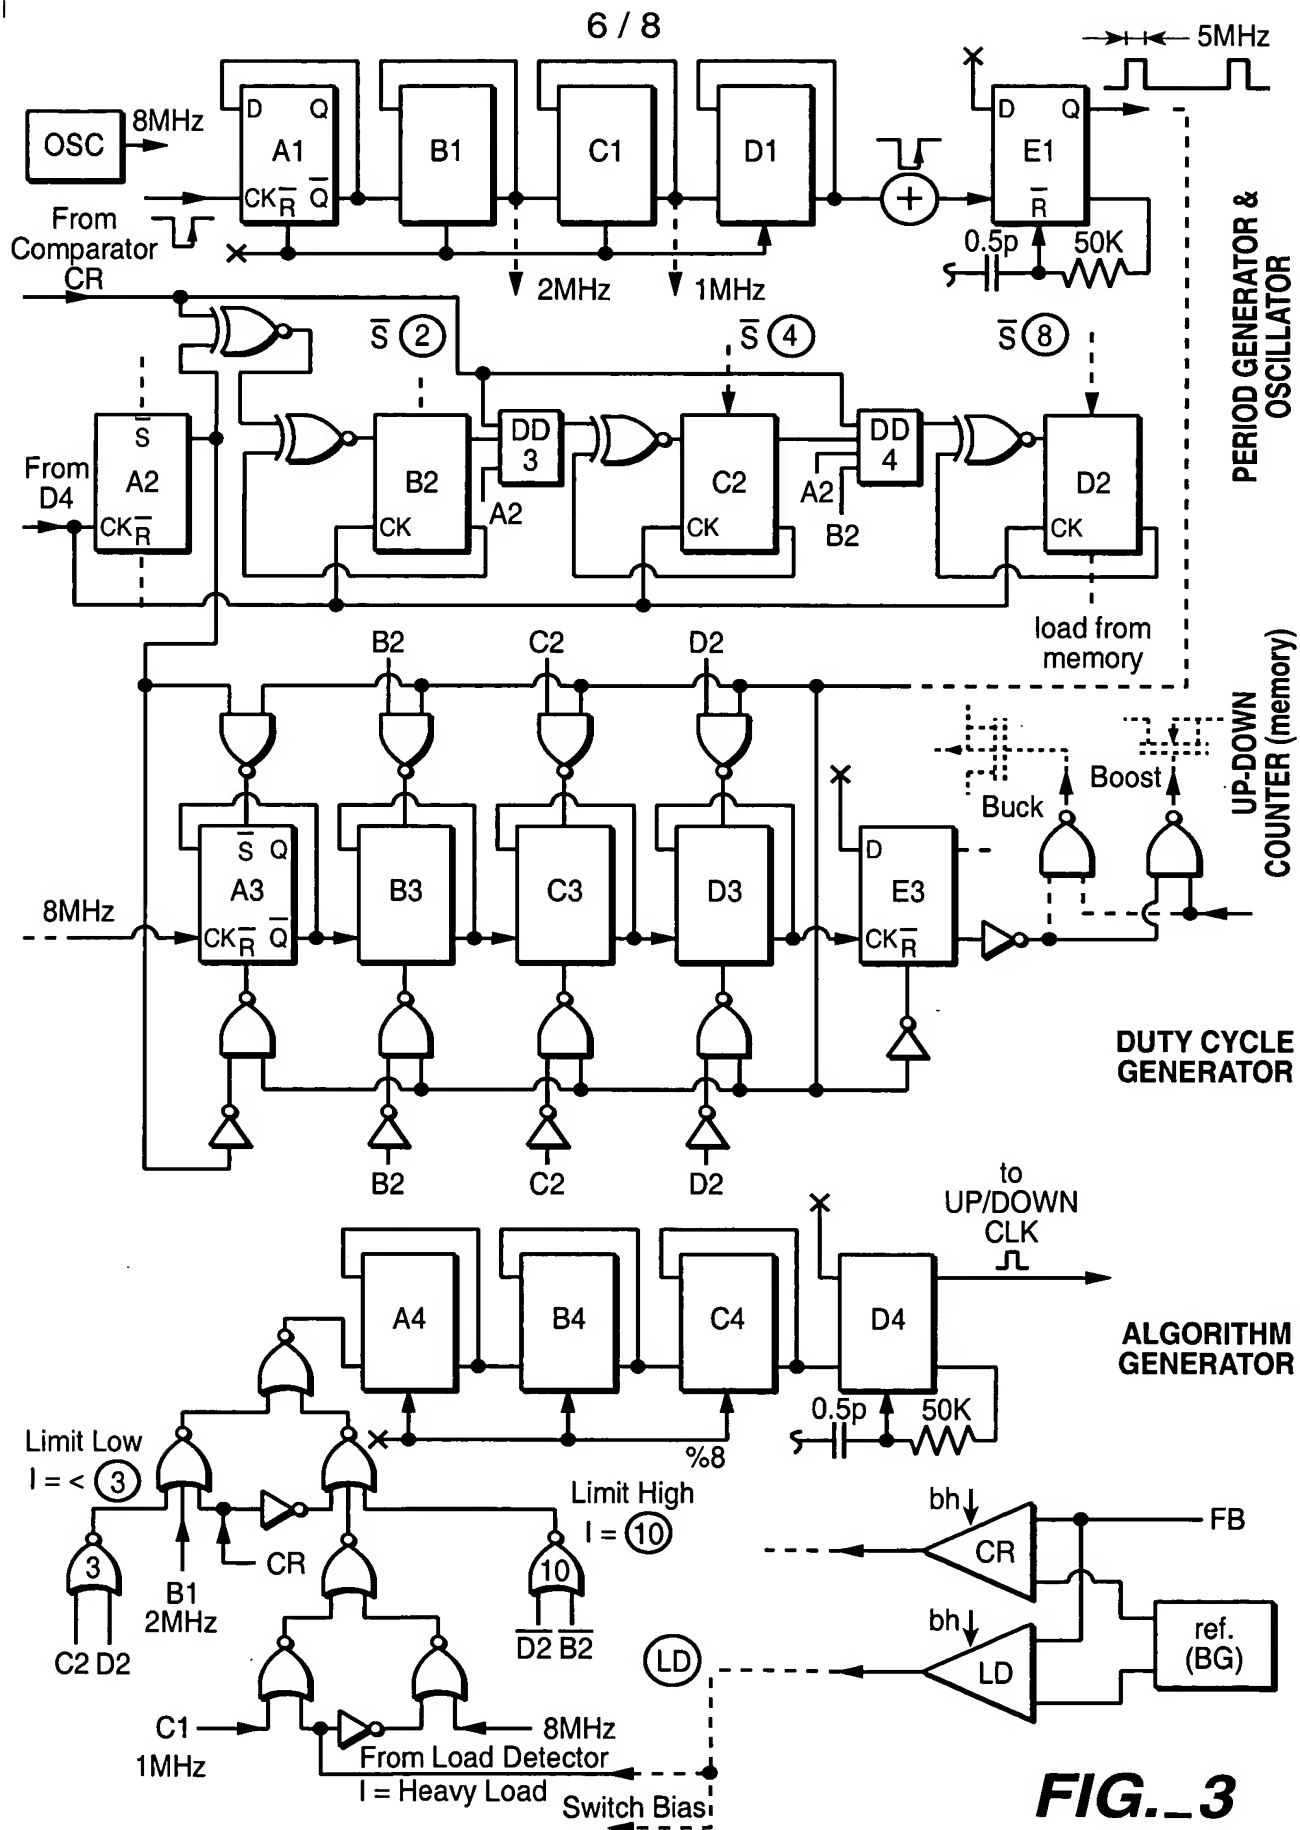 6 / 8
5MHz
OSC
8MHz
D Q
A1
CK R̅ Q̅
B1
C1
D1
+
D Q
E1
R̅
From
Comparator
CR
0.5p
50K
2MHz
1MHz
PERIOD GENERATOR &
OSCILLATOR
S̅ 2
S̅ 4
S̅ 8
S̅
A2
CK R̅
From
D4
B2
CK
DD
3
A2
C2
CK
DD
4
A2
B2
D2
CK
load from
memory
UP-DOWN
COUNTER (memory)
B2
C2
D2
Buck
Boost
S̅ Q
A3
CK R̅ Q̅
8MHz
B3
C3
D3
D
E3
CK R̅
DUTY CYCLE
GENERATOR
B2
C2
D2
to
UP/DOWN
CLK
A4
B4
C4
D4
ALGORITHM
GENERATOR
0.5p
50K
%8
Limit Low
I = < 3
Limit High
I = 10
3
CR
10
B1
2MHz
C2 D2
D̅2̅ B̅2̅
bh
CR
FB
bh
LD
ref.
(BG)
LD
C1
1MHz
8MHz
From Load Detector
I = Heavy Load
Switch Bias
FIG._3